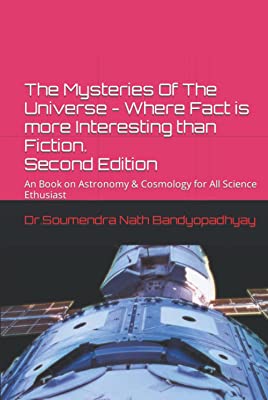 The Mysteries Of The
Universe - Where Fact is
more Interesting than
Fiction.
Second Edition
An Book on Astronomy & Cosmology for All Science
Ethusiast
Dr.Soumendra Nath Bandyopadhyay